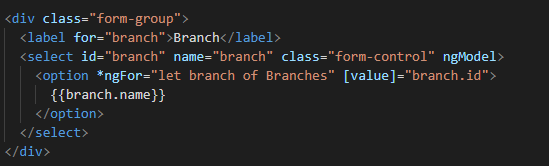 <div class="form-group">
  <label for="branch">Branch</label>
  <select id="branch" name="branch" class="form-control" ngModel>
    <option *ngFor="let branch of Branches" [value]="branch.id">
      {{branch.name}}
    </option>
  </select>
</div>